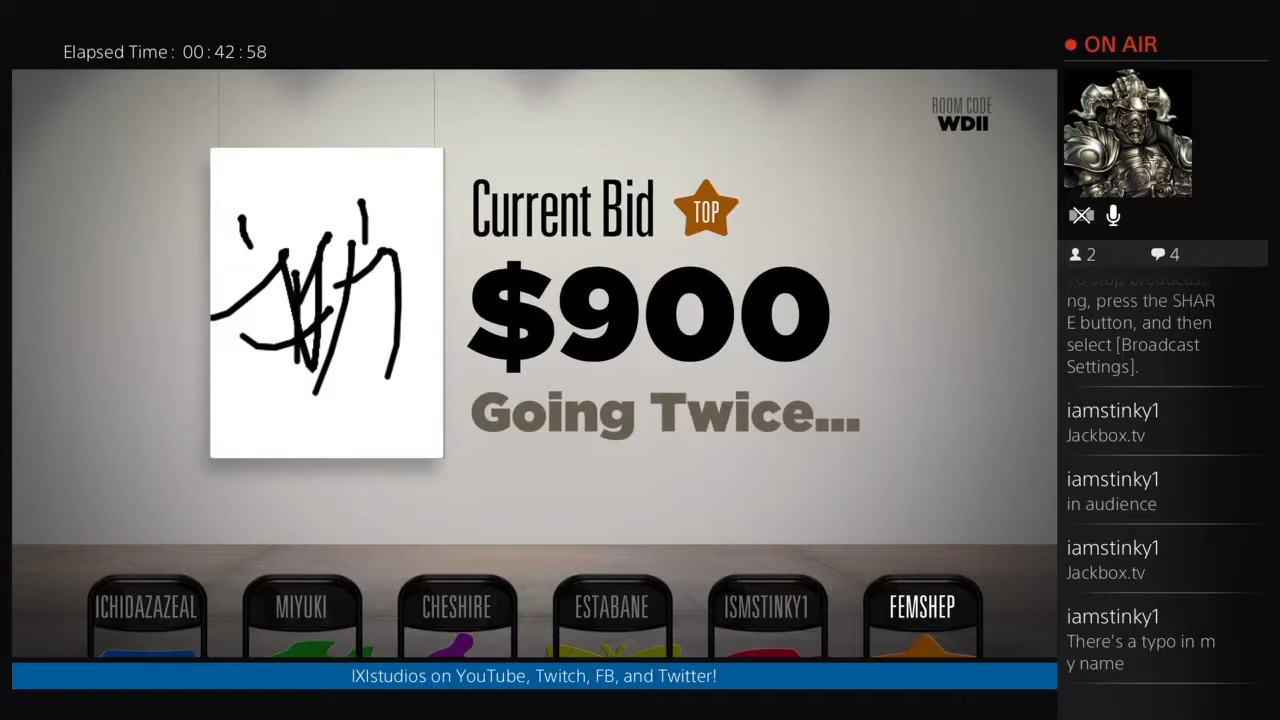 Elapsed Time: 00:42:58
ON AIR
ROOM CODE
WDII
Current Bid
TOP
$900
Going Twice...
2
4
ng, press the SHAR
E button, and then
select [Broadcast
Settings].
iamstinky1
Jackbox.tv
iamstinky1
in audience
iamstinky1
Jackbox.tv
iamstinky1
There's a typo in m
y name
ICHIDAZAZEAL
MIYUKI
CHESHIRE
ESTABANE
ISMSTINKY1
FEMSHEP
IXIstudios on YouTube, Twitch, FB, and Twitter!